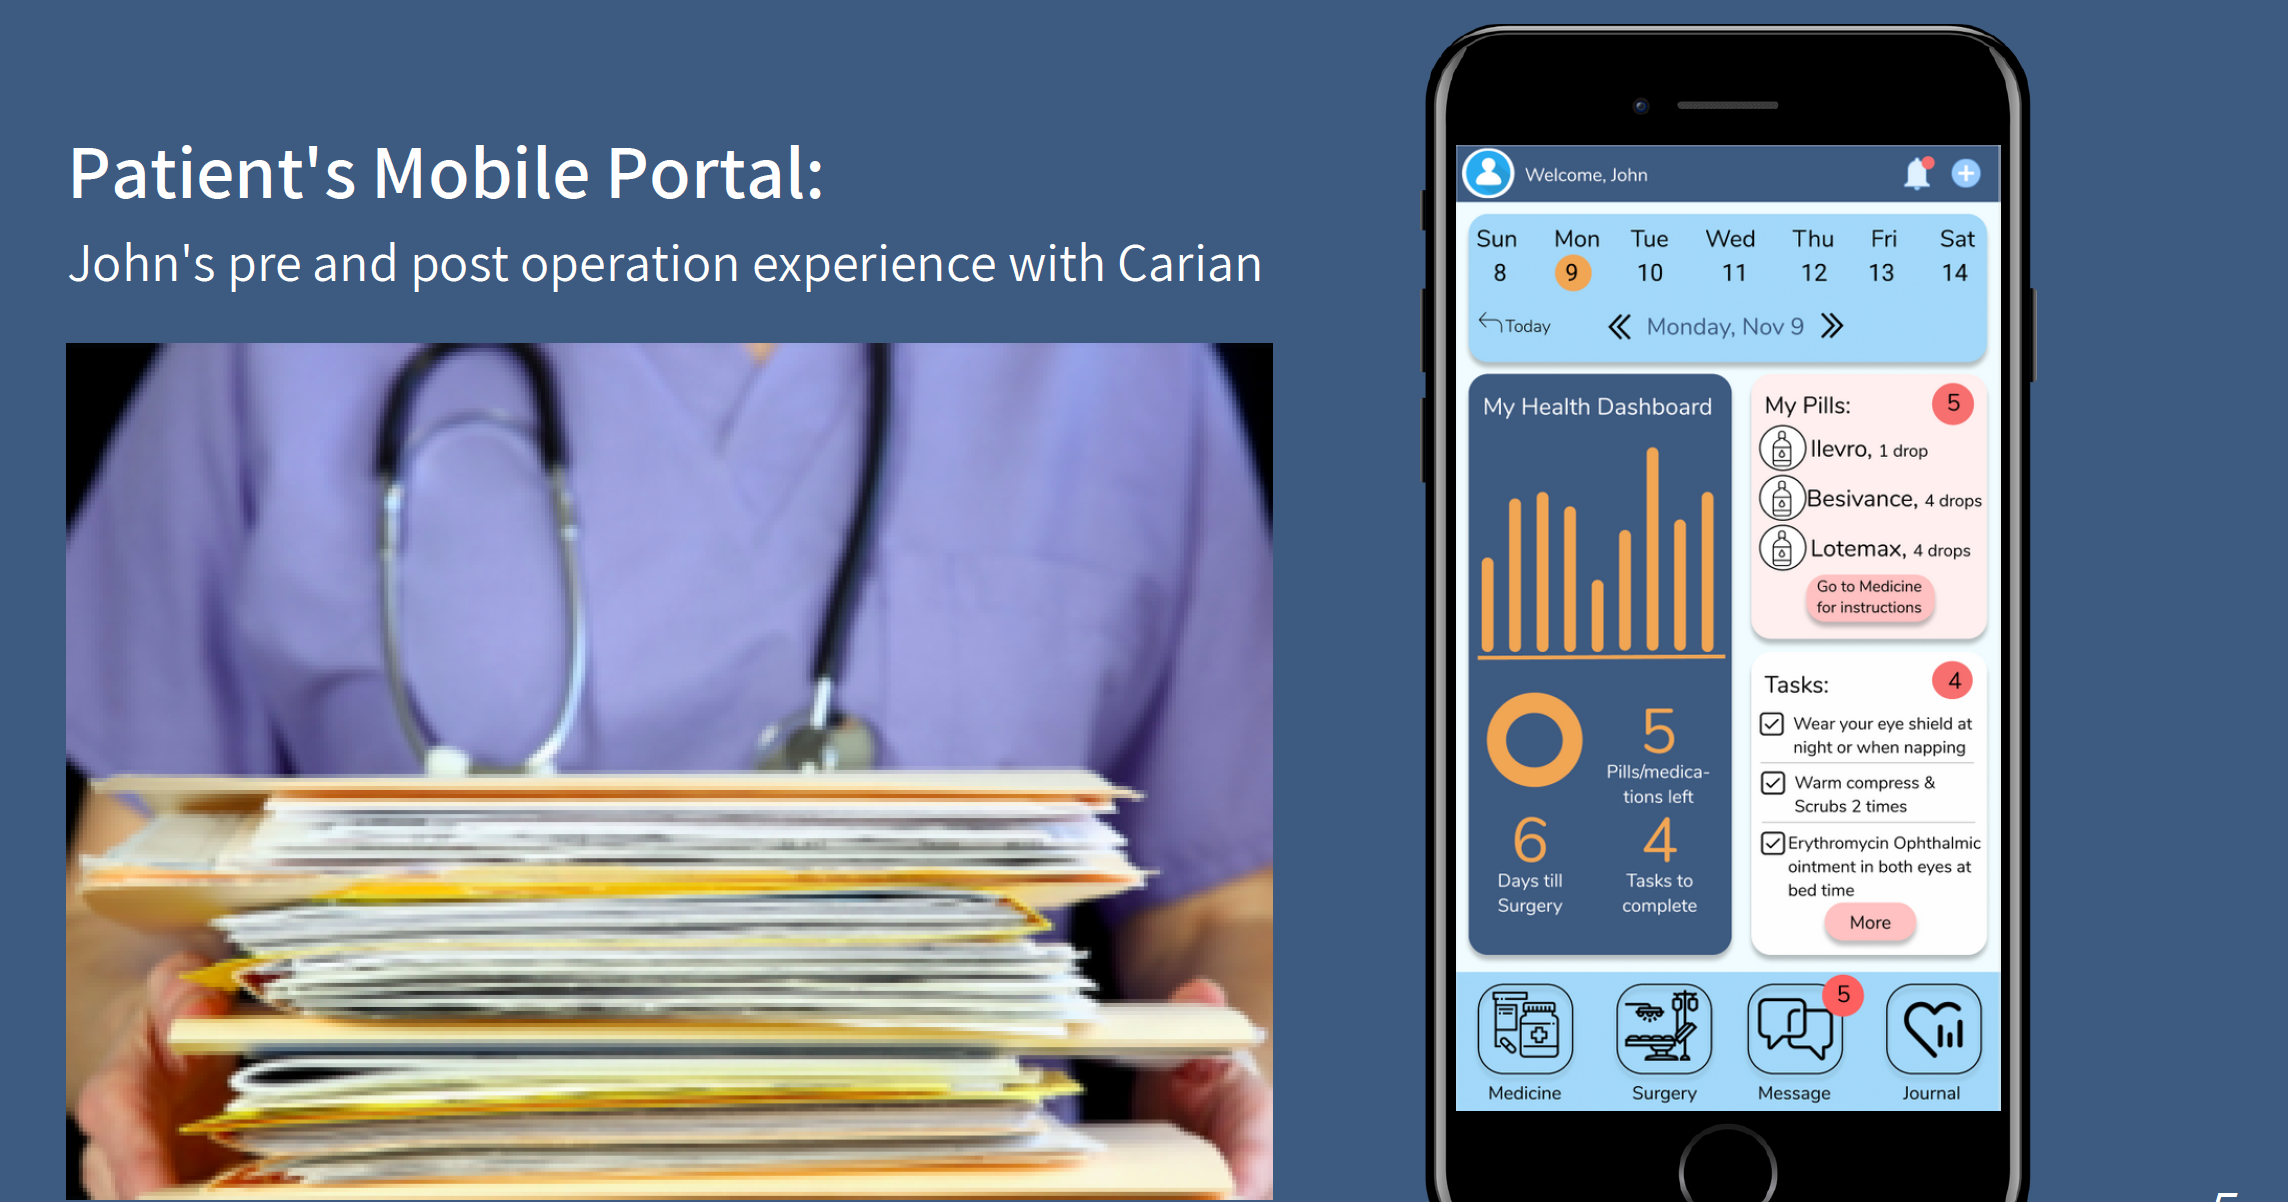 Patient's Mobile Portal:
John's pre and post operation experience with Carian
Welcome, John
Sun Mon Tue Wed Thu Fri Sat
8 9 10 11 12 13 14
Today
Monday, Nov 9
My Health Dashboard
5
Pills/medica-
tions left
6
Days till
Surgery
4
Tasks to
complete
My Pills:
5
Ilevro, 1 drop
Besivance, 4 drops
Lotemax, 4 drops
Go to Medicine
for instructions
Tasks:
4
Wear your eye shield at
night or when napping
Warm compress &
Scrubs 2 times
Erythromycin Ophthalmic
ointment in both eyes at
bed time
More
5
Medicine
Surgery
Message
Journal